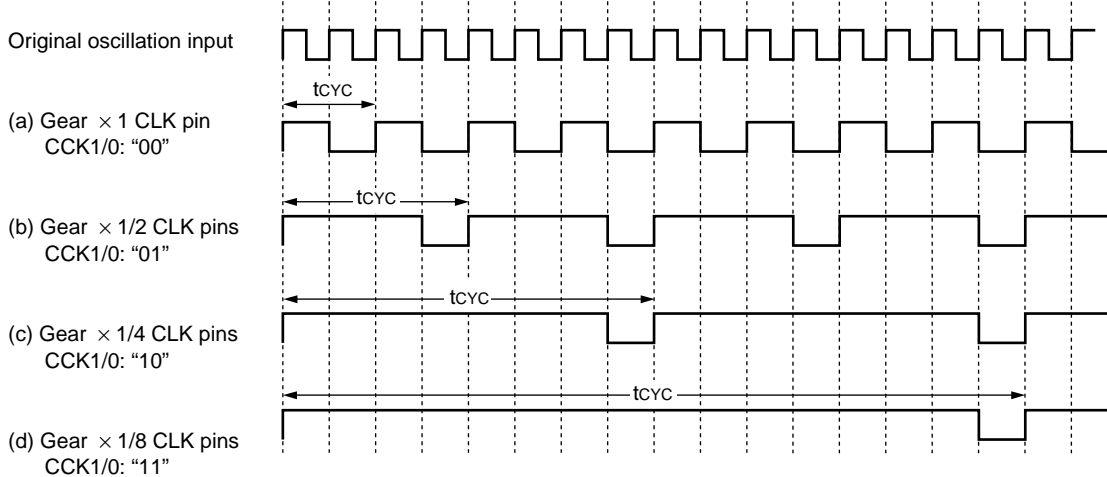 Original oscillation input
tCYC
(a) Gear × 1 CLK pin
CCK1/0: “00”
tCYC
(b) Gear × 1/2 CLK pins
CCK1/0: “01”
tCYC
(c) Gear × 1/4 CLK pins
CCK1/0: “10”
tCYC
(d) Gear × 1/8 CLK pins
CCK1/0: “11”